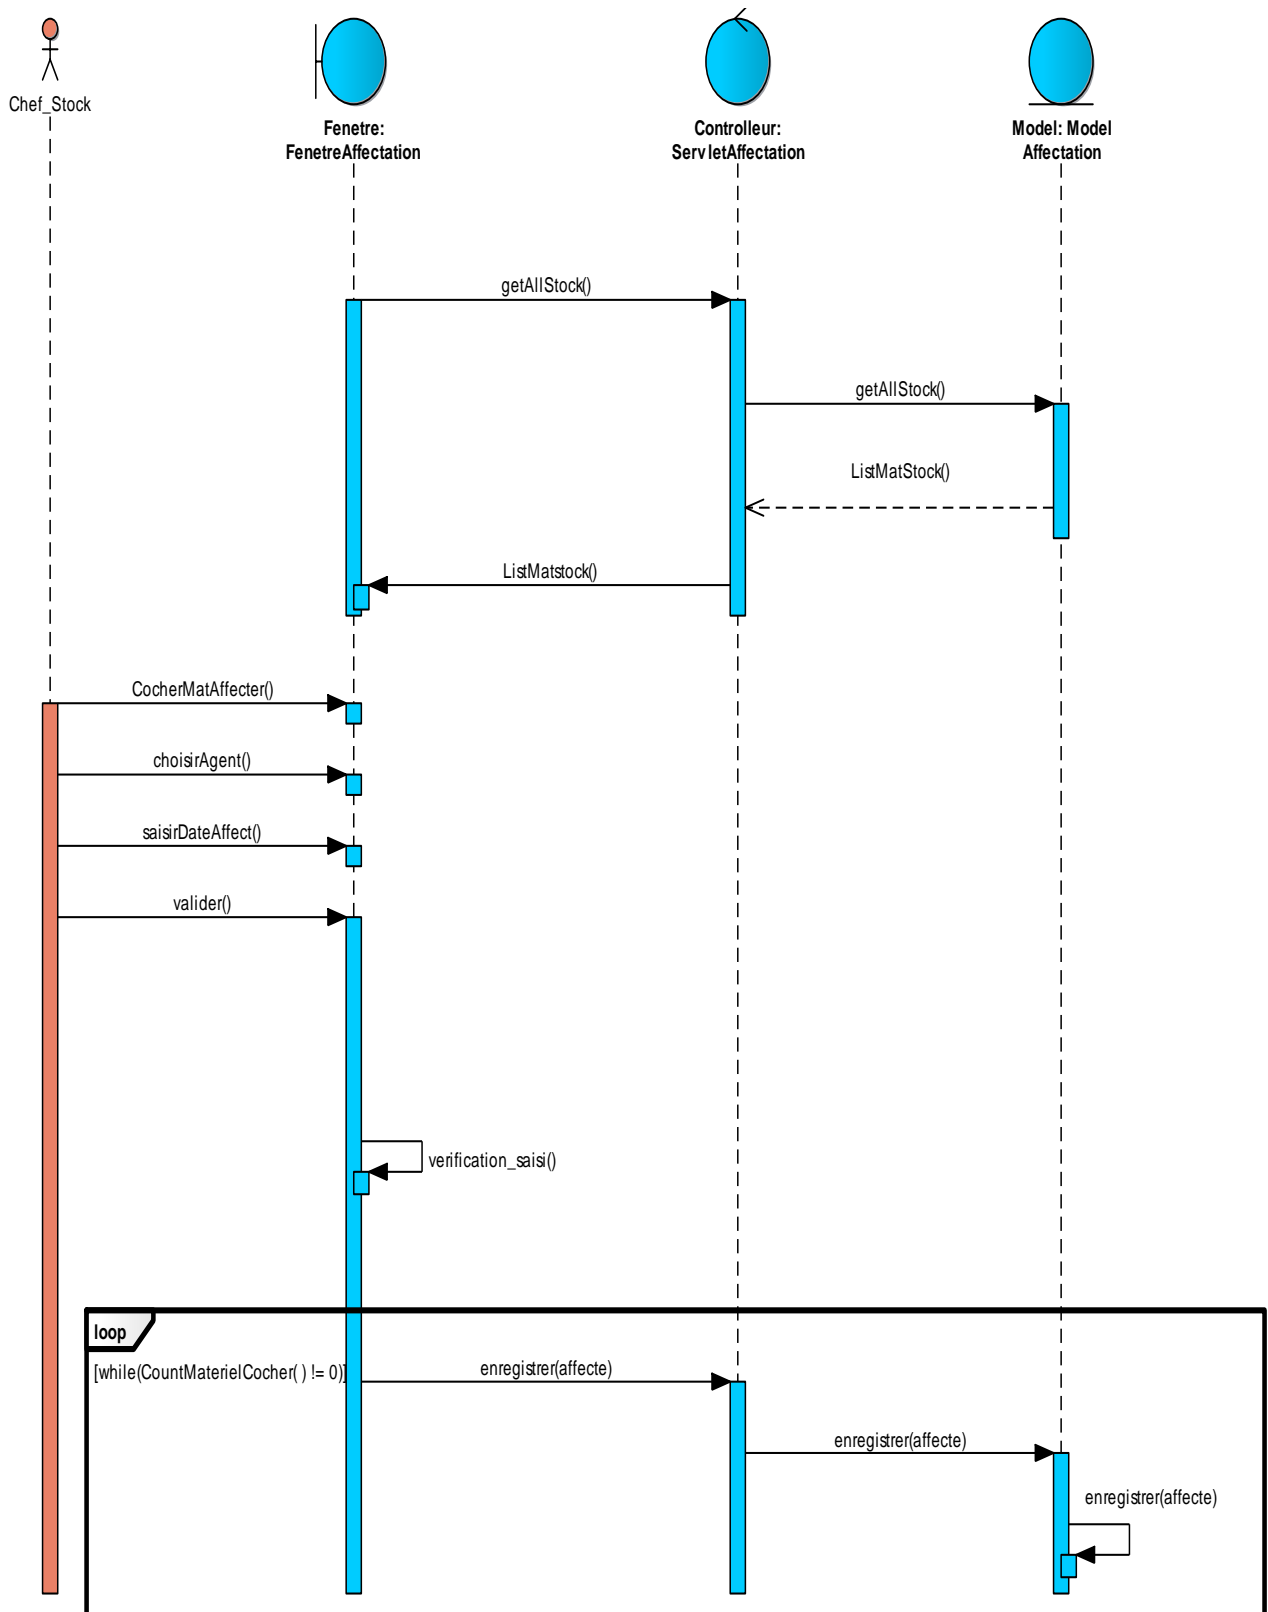 Chef_Stock
Fenetre:
FenetreAffectation
Controlleur:
ServletAffectation
Model: Model
Affectation
getAllStock()
getAllStock()
ListMatStock()
ListMatstock()
CocherMatAffecter()
choisirAgent()
saisirDateAffect()
valider()
verification_saisi()
loop
[while(CountMaterielCocher( ) != 0)]
enregistrer(affecte)
enregistrer(affecte)
enregistrer(affecte)